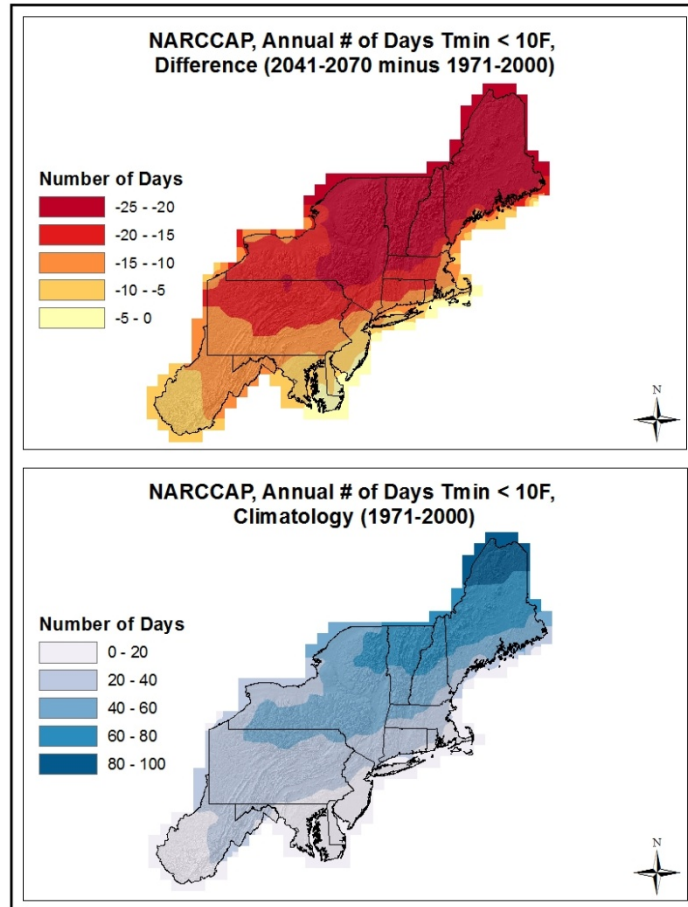 NARCCAP, Annual # of Days Tmin < 10F,
Difference (2041-2070 minus 1971-2000)
Number of Days
-25 - -20
-20 - -15
-15 - -10
-10 - -5
-5 - 0
N
NARCCAP, Annual # of Days Tmin < 10F,
Climatology (1971-2000)
Number of Days
0 - 20
20 - 40
40 - 60
60 - 80
80 - 100
N